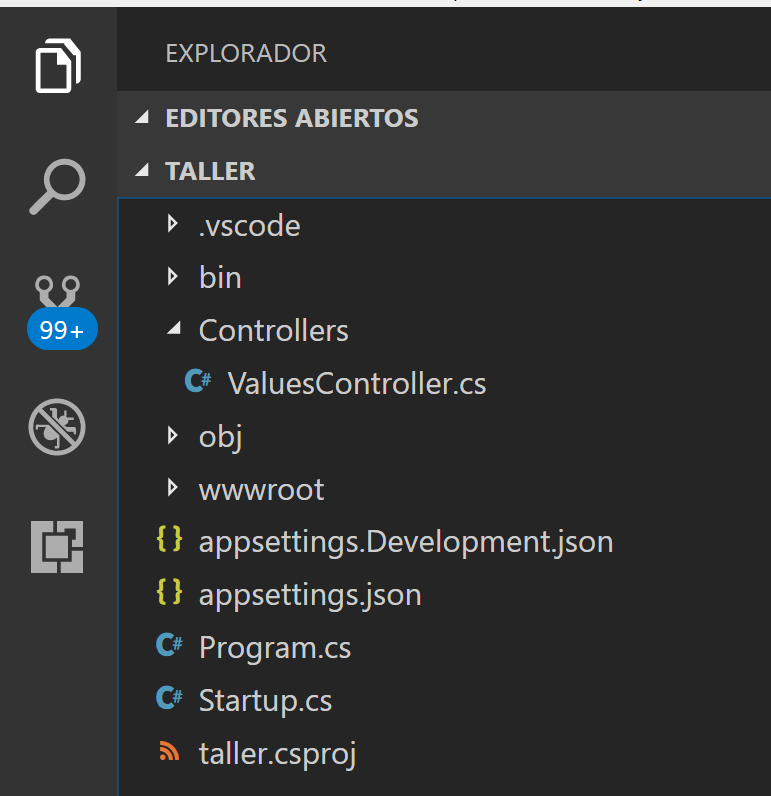 EXPLORADOR
EDITORES ABIERTOS
TALLER
.vscode
bin
99+
Controllers
C# ValuesController.cs
obj
wwwroot
{} appsettings.Development.json
{} appsettings.json
C# Program.cs
C# Startup.cs
taller.csproj